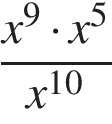 x⁹ · x⁵
x¹⁰